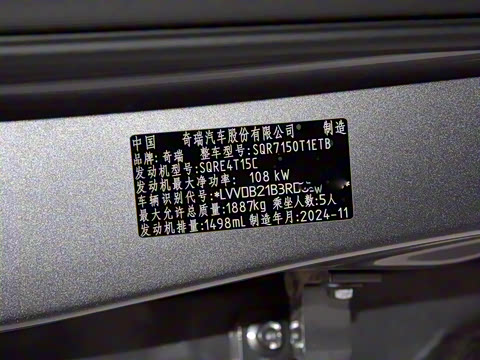 中国 奇瑞汽车股份有限公司 制造
品牌:奇瑞 整车型号:SQR7150T1ETB
发动机型号:SQRE4T15C
发动机最大净功率: 108 kW
车辆识别代号:*LVVDB21B3RD
最大允许总质量:1887kg 乘坐人数:5人
发动机排量:1498mL 制造年月:2024-11